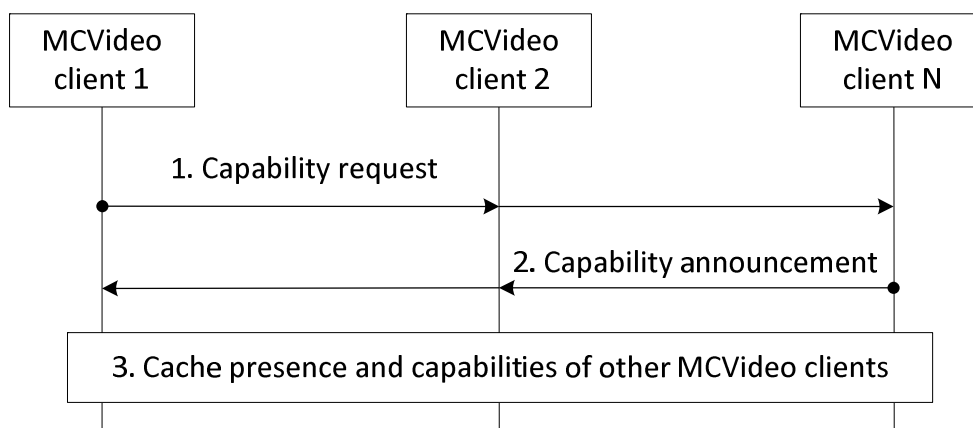 MCVideo
client 1
MCVideo
client 2
MCVideo
client N
1. Capability request
2. Capability announcement
3. Cache presence and capabilities of other MCVideo clients